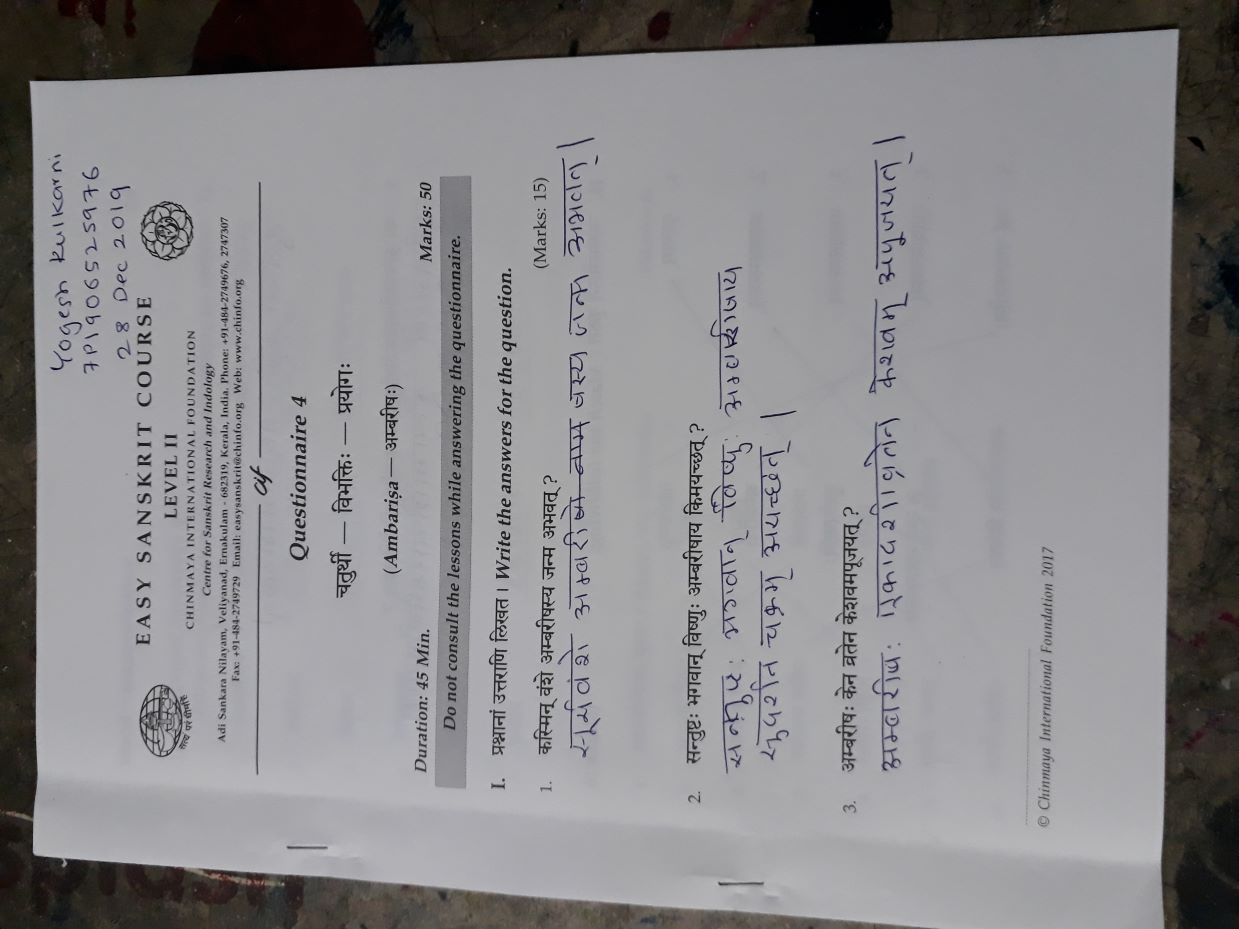 Yogesh Kulkarni
7P1906525976
28 Dec 2019
EASY SANSKRIT COURSE
LEVEL II
CHINMAYA INTERNATIONAL FOUNDATION
Centre for Sanskrit Research and Indology
Adi Sankara Nilayam, Veliyanad, Ernakulam - 682319, Kerala, India. Phone: +91-484-2749676, 2747307
Fax: +91-484-2749729 Email: easysanskrit@chinfo.org Web: www.chinfo.org
सत्यं परं धीमहि
Questionnaire 4
चतुर्थी — विभक्तिः — प्रयोगः
(Ambarīṣa — अम्बरीषः)
Duration: 45 Min. Marks: 50
Do not consult the lessons while answering the questionnaire.
I. प्रश्नानां उत्तराणि लिखत । Write the answers for the question.
(Marks: 15)
1. कस्मिन् वंशे अम्बरीषस्य जन्म अभवत् ?
सूर्यवंशे अम्बरीषो नाम षस्य जन्म अभवत् |
2. सन्तुष्टः भगवान् विष्णुः अम्बरीषाय किमयच्छत् ?
सन्तुष्टः भगवान् विष्णुः अम्बरीषाय
सुदर्शन चक्रम् अयच्छत् |
3. अम्बरीषः केन व्रतेन केशवमपूजयत् ?
अम्बरीषः एकादशीव्रतेन केशवम् अपूजयत् |
© Chinmaya International Foundation 2017